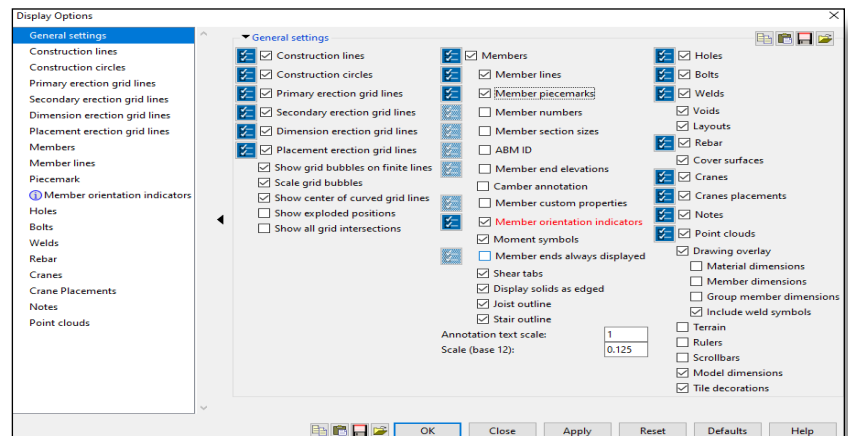 Display Options
General settings
Construction lines
Construction circles
Primary erection grid lines
Secondary erection grid lines
Dimension erection grid lines
Placement erection grid lines
Members
Member lines
Piecemark
Member orientation indicators
Holes
Bolts
Welds
Rebar
Cranes
Crane Placements
Notes
Point clouds
General settings
Construction lines
Construction circles
Primary erection grid lines
Secondary erection grid lines
Dimension erection grid lines
Placement erection grid lines
Show grid bubbles on finite lines
Scale grid bubbles
Show center of curved grid lines
Show exploded positions
Show all grid intersections
Members
Member lines
Member piecemarks
Member numbers
Member section sizes
ABM ID
Member end elevations
Camber annotation
Member custom properties
Member orientation indicators
Moment symbols
Member ends always displayed
Shear tabs
Display solids as edged
Joist outline
Stair outline
Annotation text scale: 1
Scale (base 12): 0.125
Holes
Bolts
Welds
Voids
Layouts
Rebar
Cover surfaces
Cranes
Cranes placements
Notes
Point clouds
Drawing overlay
Material dimensions
Member dimensions
Group member dimensions
Include weld symbols
Terrain
Rulers
Scrollbars
Model dimensions
Tile decorations
OK Close Apply Reset Defaults Help